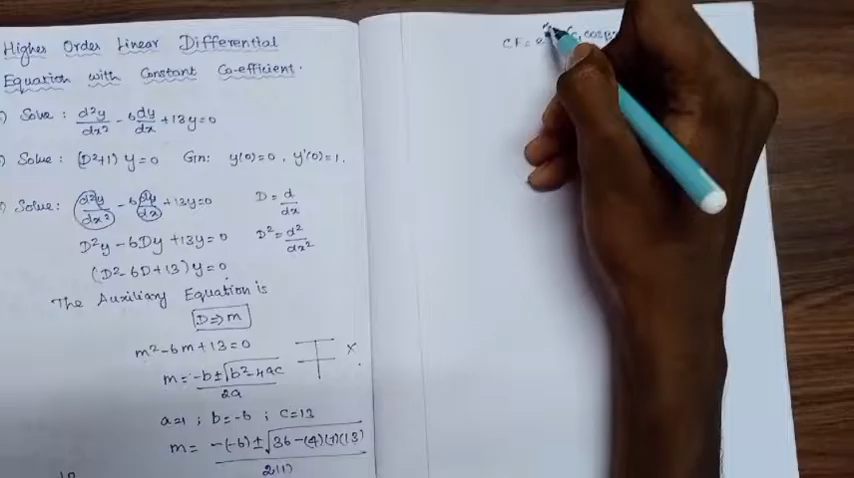 Higher Order Linear Differential
Equation with Constant Co-efficient.
) Solve : d²y/dx² - 6dy/dx + 13y=0
) Solve : (D²+1) y=0 Gin: y(0)=0 , y'(0)=1.
) Solve: d²y/dx² - 6dy/dx + 13y=0 D = d/dx
D²y - 6Dy + 13y = 0 D² = d²/dx²
(D² - 6D + 13) y = 0
The Auxiliary Equation is
D => m
m² - 6m + 13 = 0 x
m = -b ± √b² - 4ac / 2a
a=1 ; b=-6 ; c=13
m = -(-6) ± √36 - (4)(1)(13) / 2(1)
CF = e C₁ cosβ